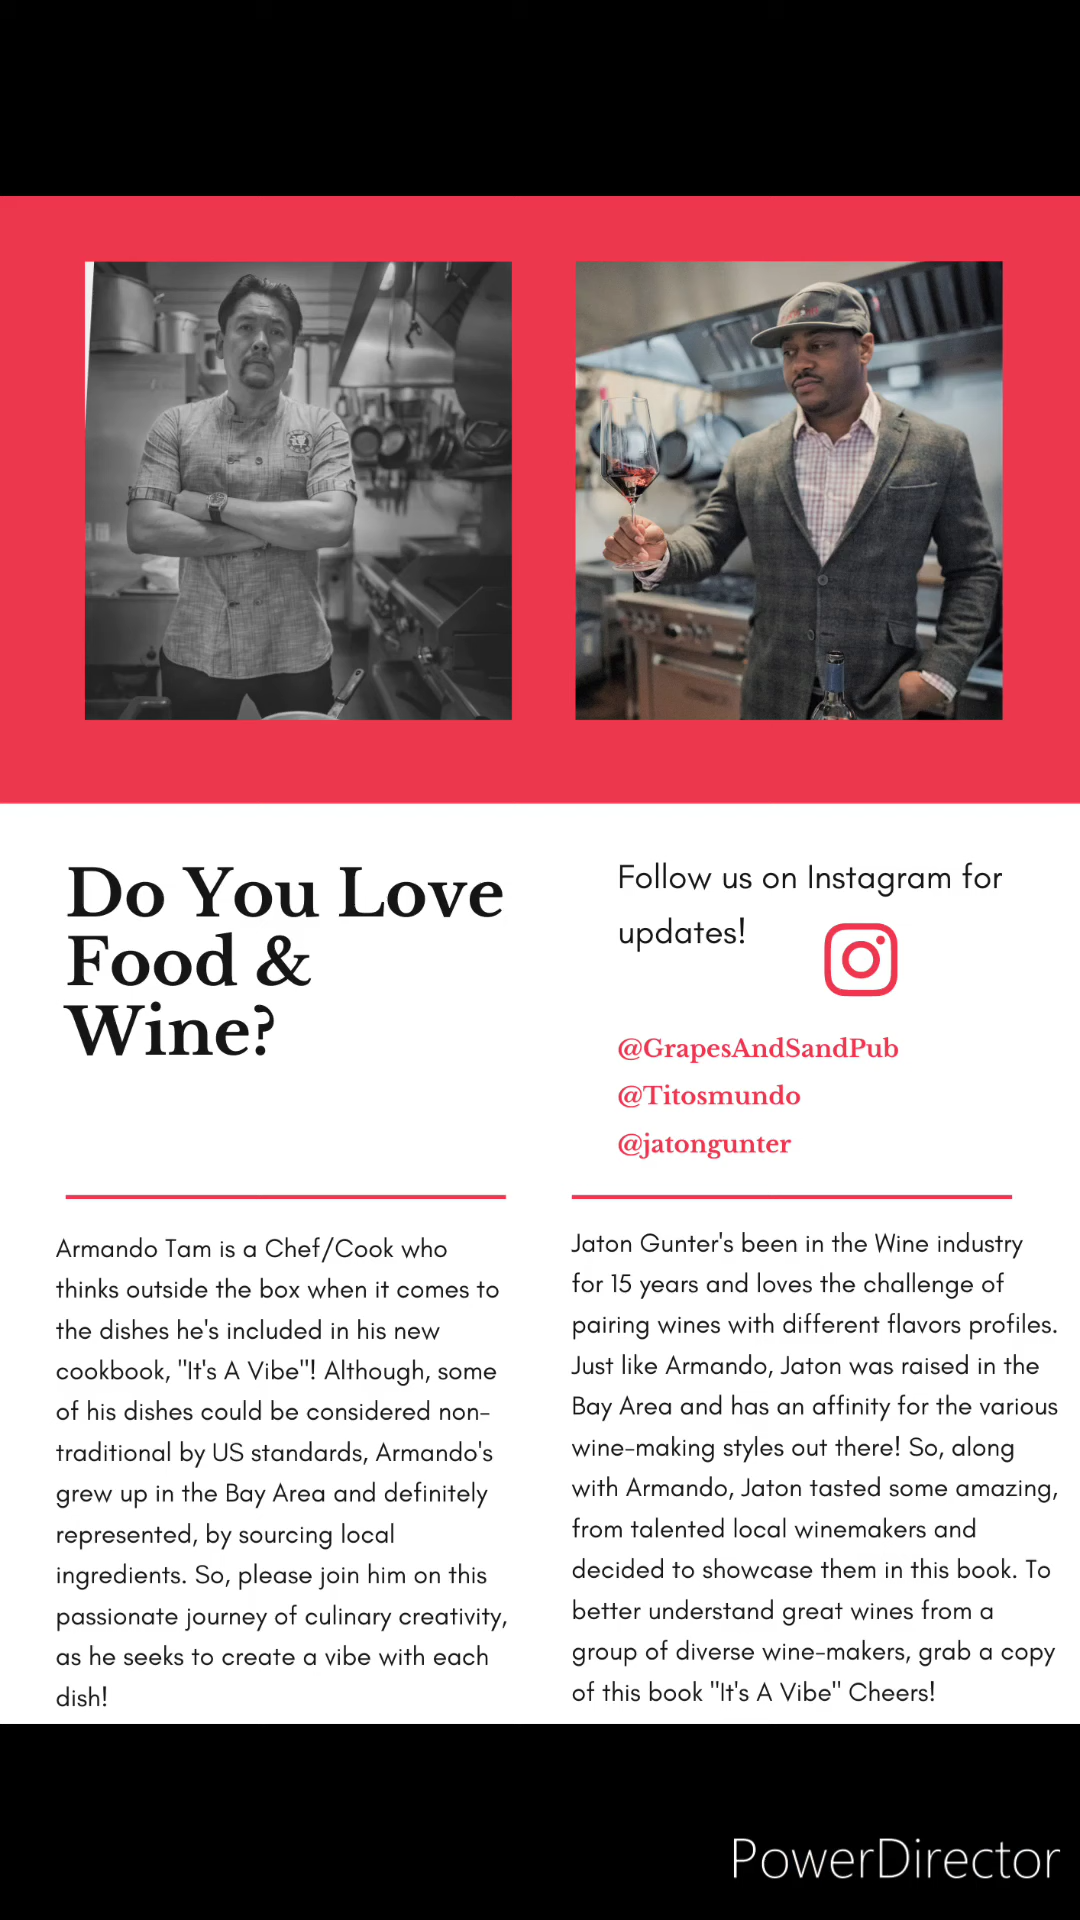 Do You Love
Food &
Wine?
Follow us on Instagram for
updates!
@GrapesAndSandPub
@Titosmundo
@jatongunter
Armando Tam is a Chef/Cook who
thinks outside the box when it comes to
the dishes he's included in his new
cookbook, "It's A Vibe"! Although, some
of his dishes could be considered non-
traditional by US standards, Armando's
grew up in the Bay Area and definitely
represented, by sourcing local
ingredients. So, please join him on this
passionate journey of culinary creativity,
as he seeks to create a vibe with each
dish!
Jaton Gunter's been in the Wine industry
for 15 years and loves the challenge of
pairing wines with different flavors profiles.
Just like Armando, Jaton was raised in the
Bay Area and has an affinity for the various
wine-making styles out there! So, along
with Armando, Jaton tasted some amazing,
from talented local winemakers and
decided to showcase them in this book. To
better understand great wines from a
group of diverse wine-makers, grab a copy
of this book "It's A Vibe" Cheers!
PowerDirector